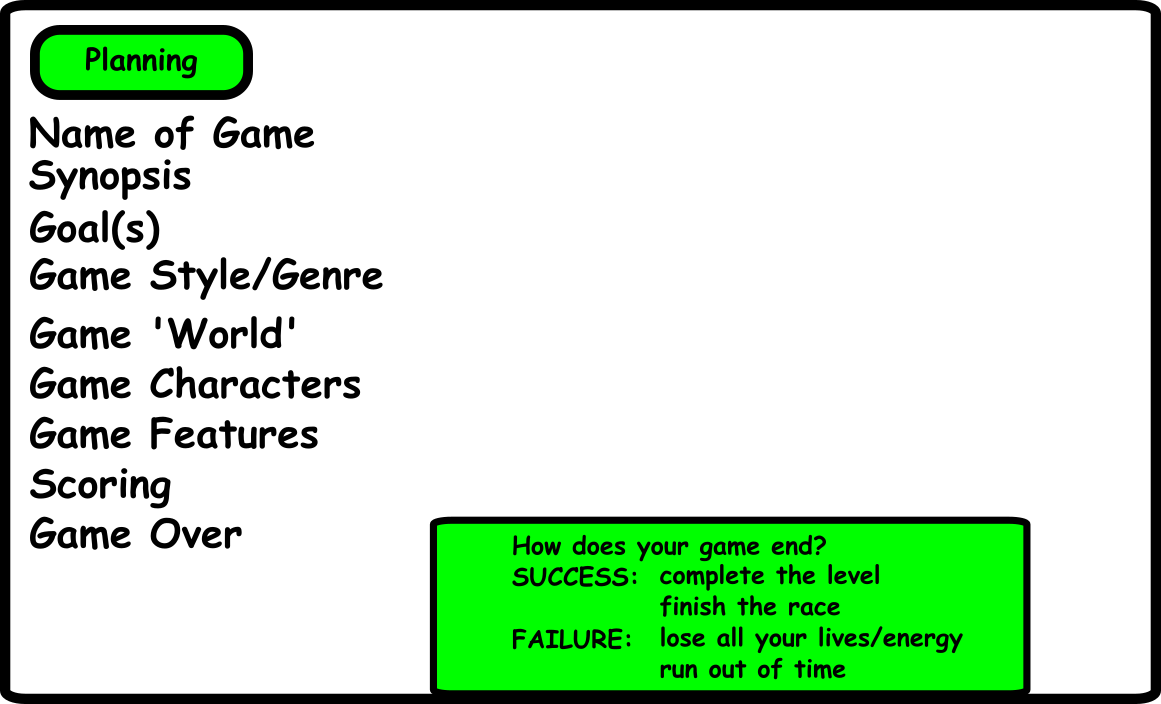 Planning
Name of Game
Synopsis
Goal(s)
Game Style/Genre
Game 'World'
Game Characters
Game Features
Scoring
Game Over
How does your game end?
SUCCESS: complete the level
finish the race
FAILURE: lose all your lives/energy
run out of time